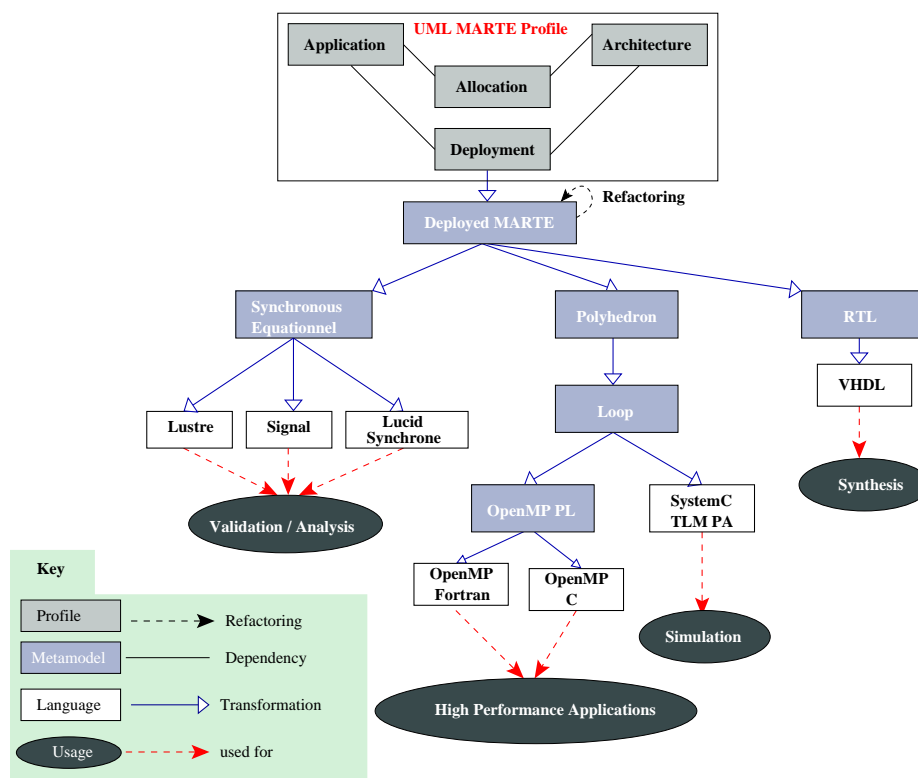 UML MARTE Profile
Application
Architecture
Allocation
Deployment
Refactoring
Deployed MARTE
Synchronous
Equationnel
Polyhedron
RTL
VHDL
Loop
Lustre
Signal
Lucid
Synchrone
Synthesis
OpenMP PL
SystemC
TLM PA
Validation / Analysis
OpenMP
Fortran
OpenMP
C
Simulation
High Performance Applications
Key
Profile
Refactoring
Metamodel
Dependency
Language
Transformation
Usage
used for